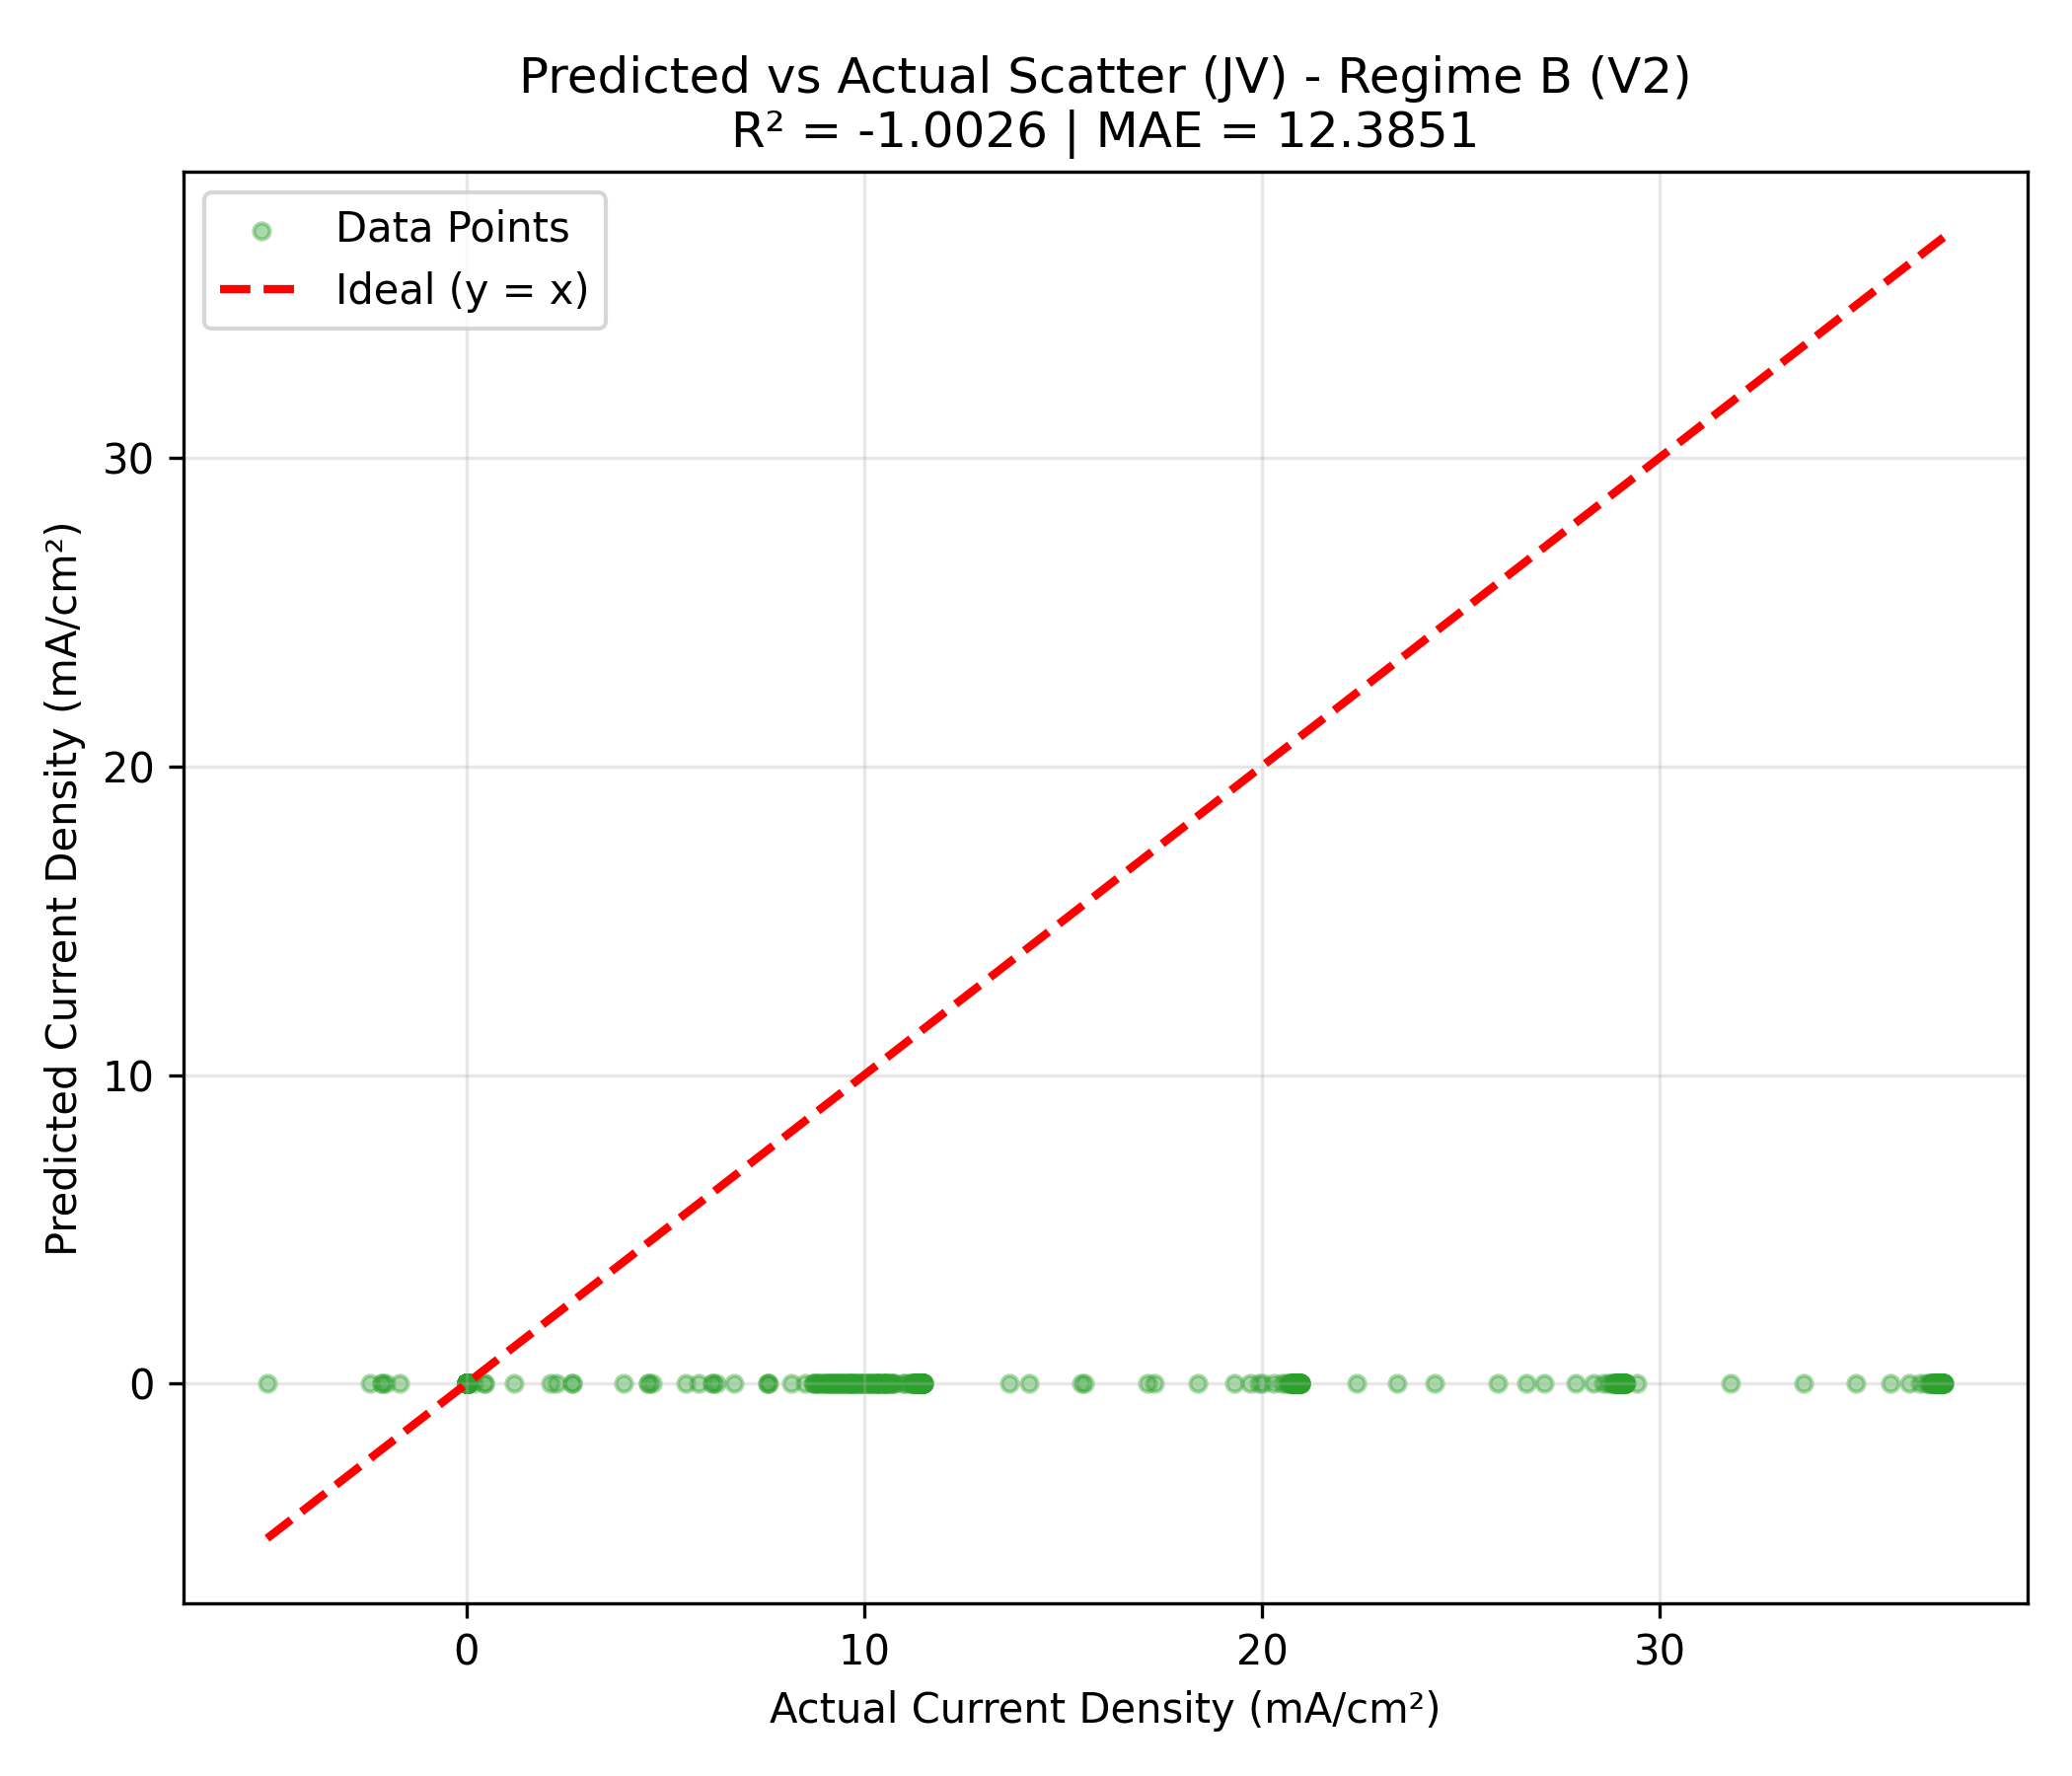 Predicted vs Actual Scatter (JV) - Regime B (V2)
R² = -1.0026 | MAE = 12.3851
Data Points
Ideal (y = x)
Predicted Current Density (mA/cm²)
30
20
10
0
0 10 20 30
Actual Current Density (mA/cm²)